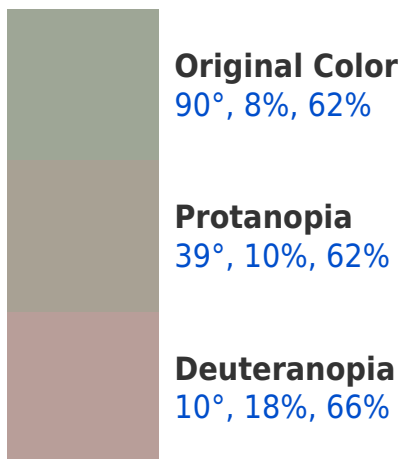 Original Color
90°, 8%, 62%
Protanopia
39°, 10%, 62%
Deuteranopia
10°, 18%, 66%